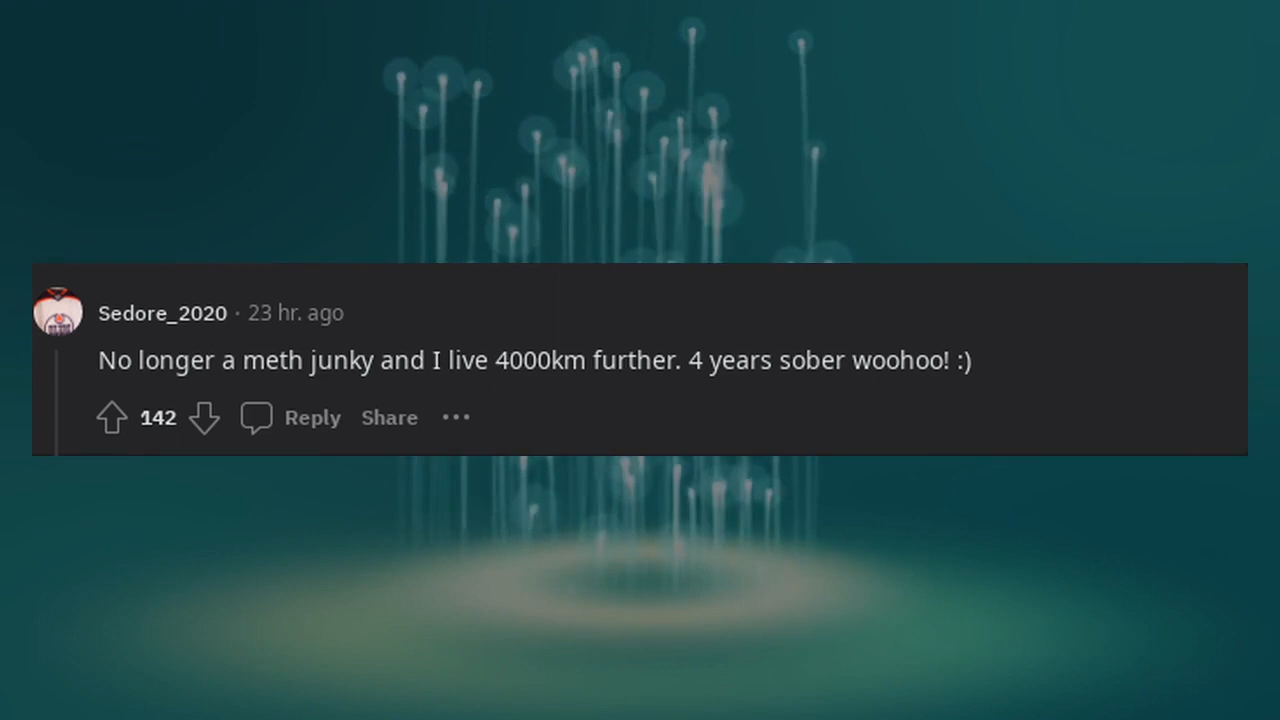 Sedore_2020 · 23 hr. ago
No longer a meth junky and I live 4000km further. 4 years sober woohoo! :)
142 Reply Share ···